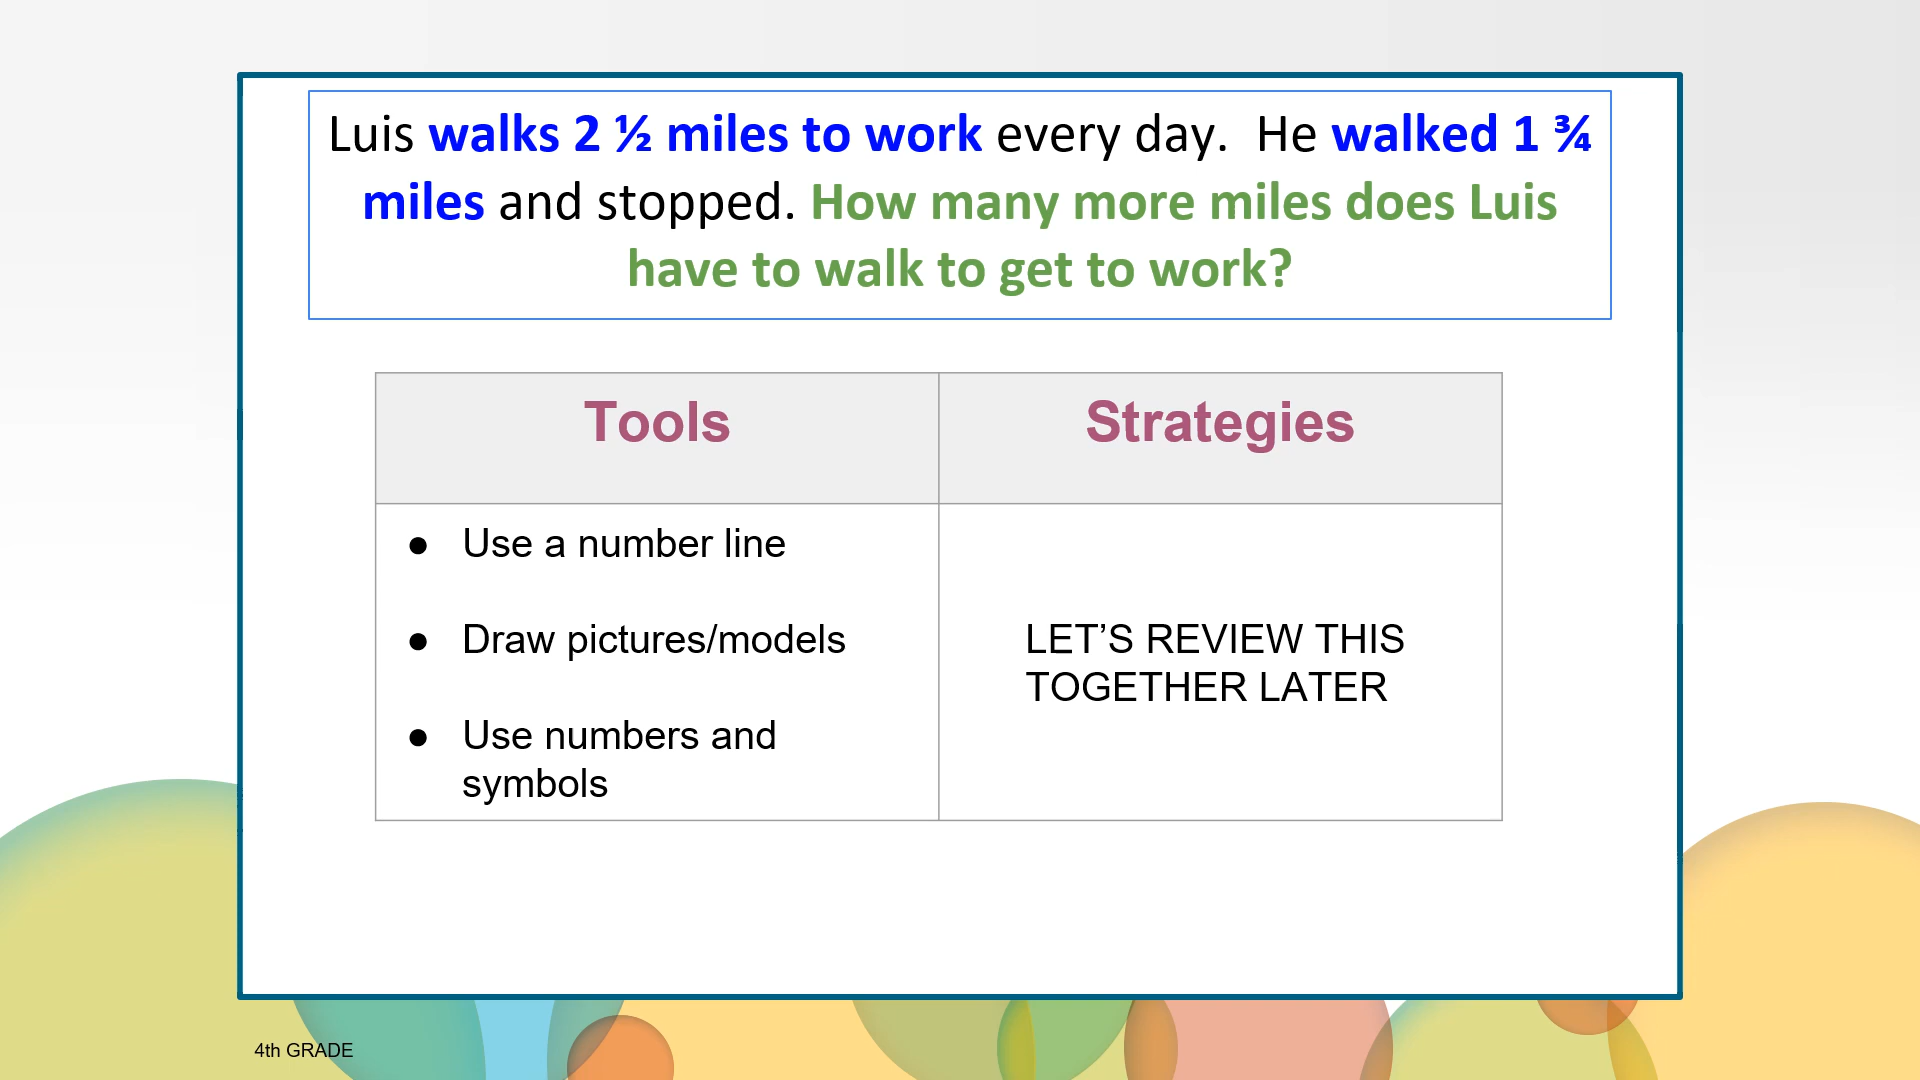 Luis walks 2 ½ miles to work every day.  He walked 1 ¾
miles and stopped. How many more miles does Luis
have to walk to get to work?
Tools
Strategies
● Use a number line
● Draw pictures/models
● Use numbers and
symbols
LET’S REVIEW THIS
TOGETHER LATER
4th GRADE